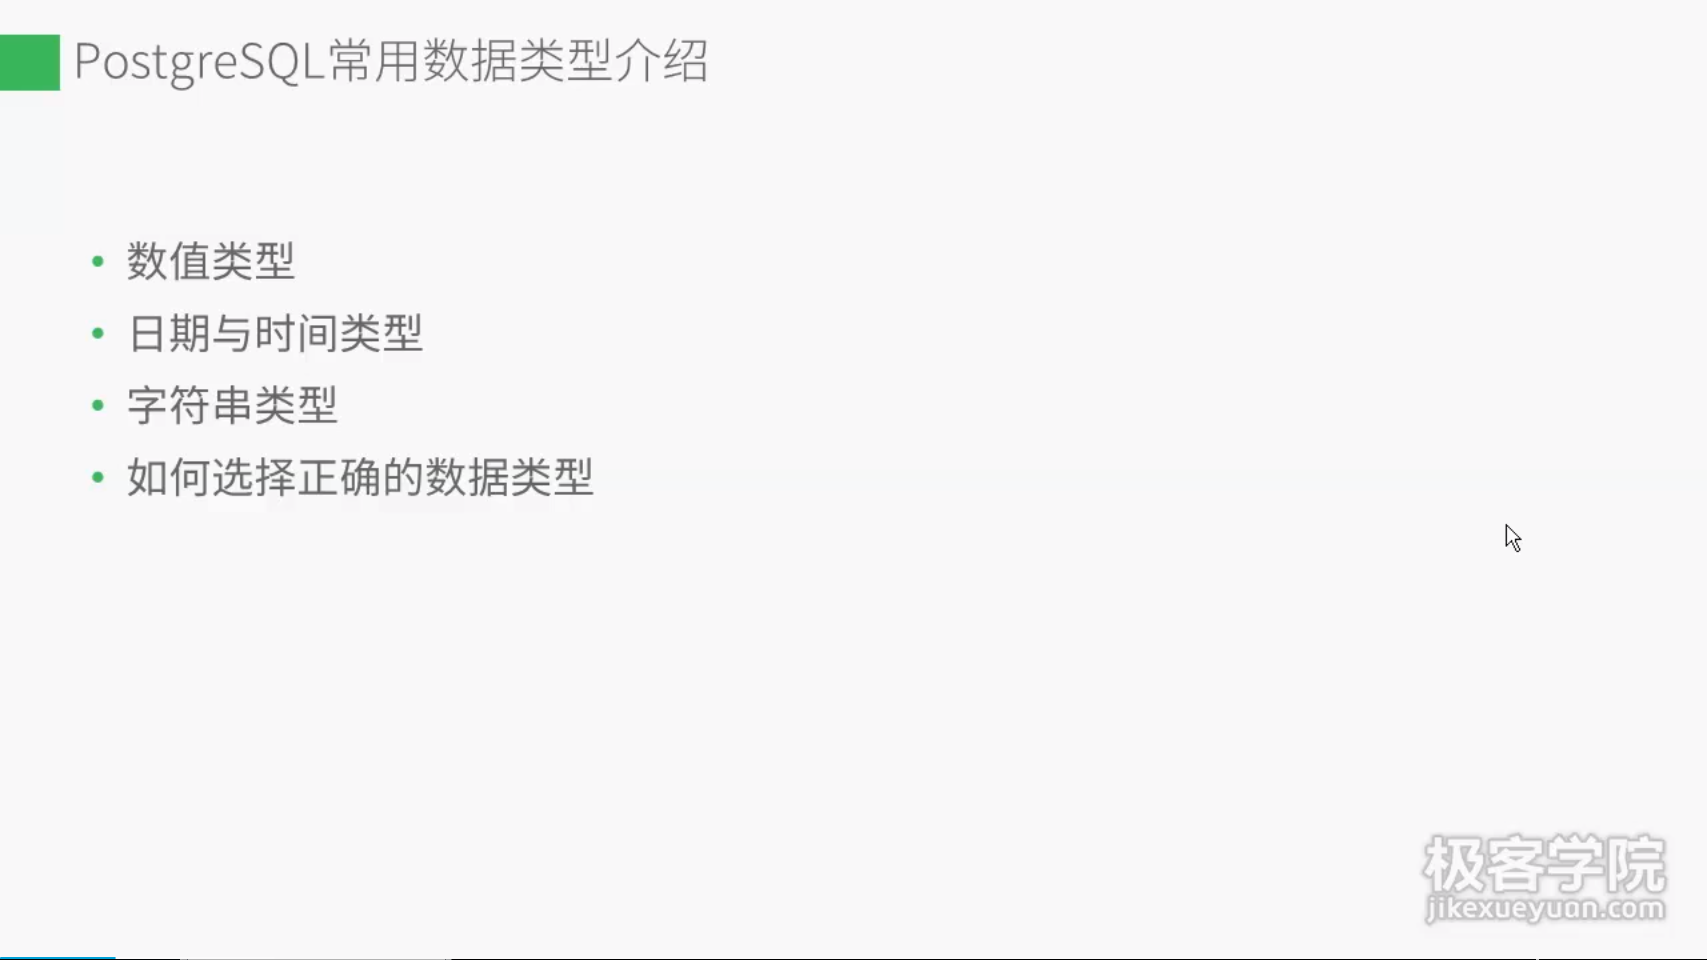 PostgreSQL常用数据类型介绍
• 数值类型
• 日期与时间类型
• 字符串类型
• 如何选择正确的数据类型
极客学院
jikexueyuan.com